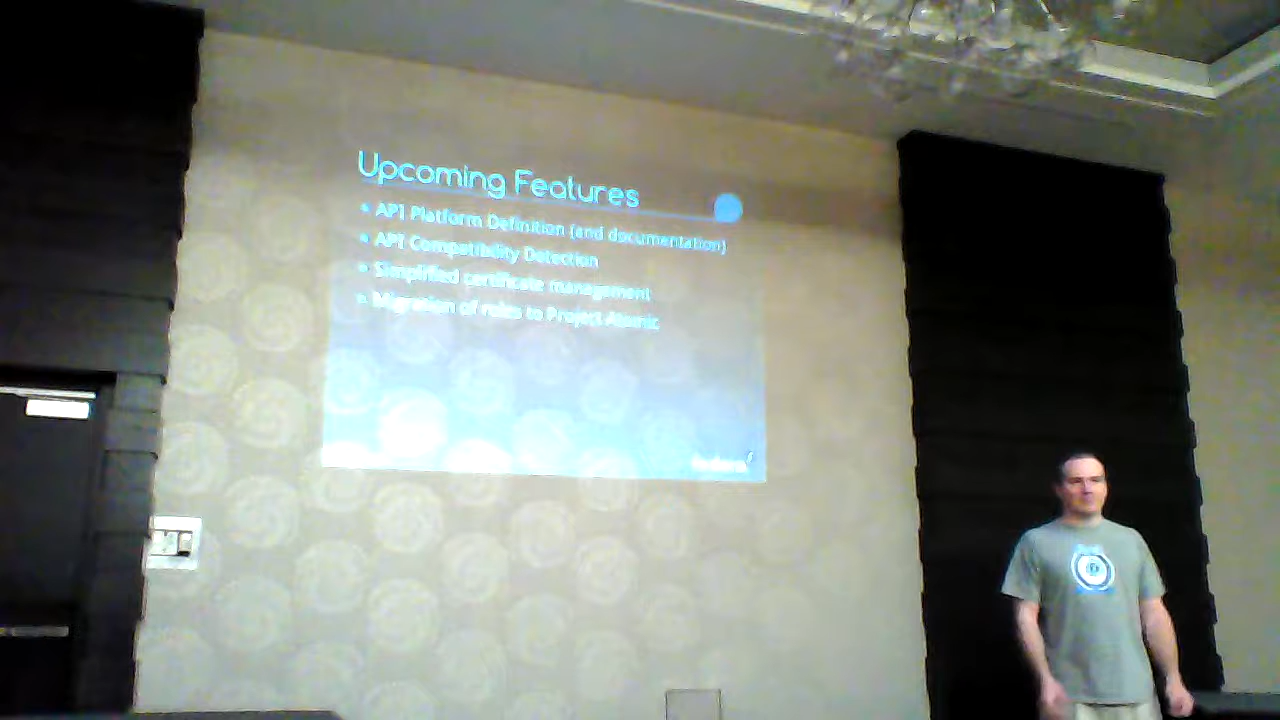 Upcoming Features
API Platform Definition (and documentation)
API Compatibility Detection
Simplified certificate management
Migration of roles to Project Atomic